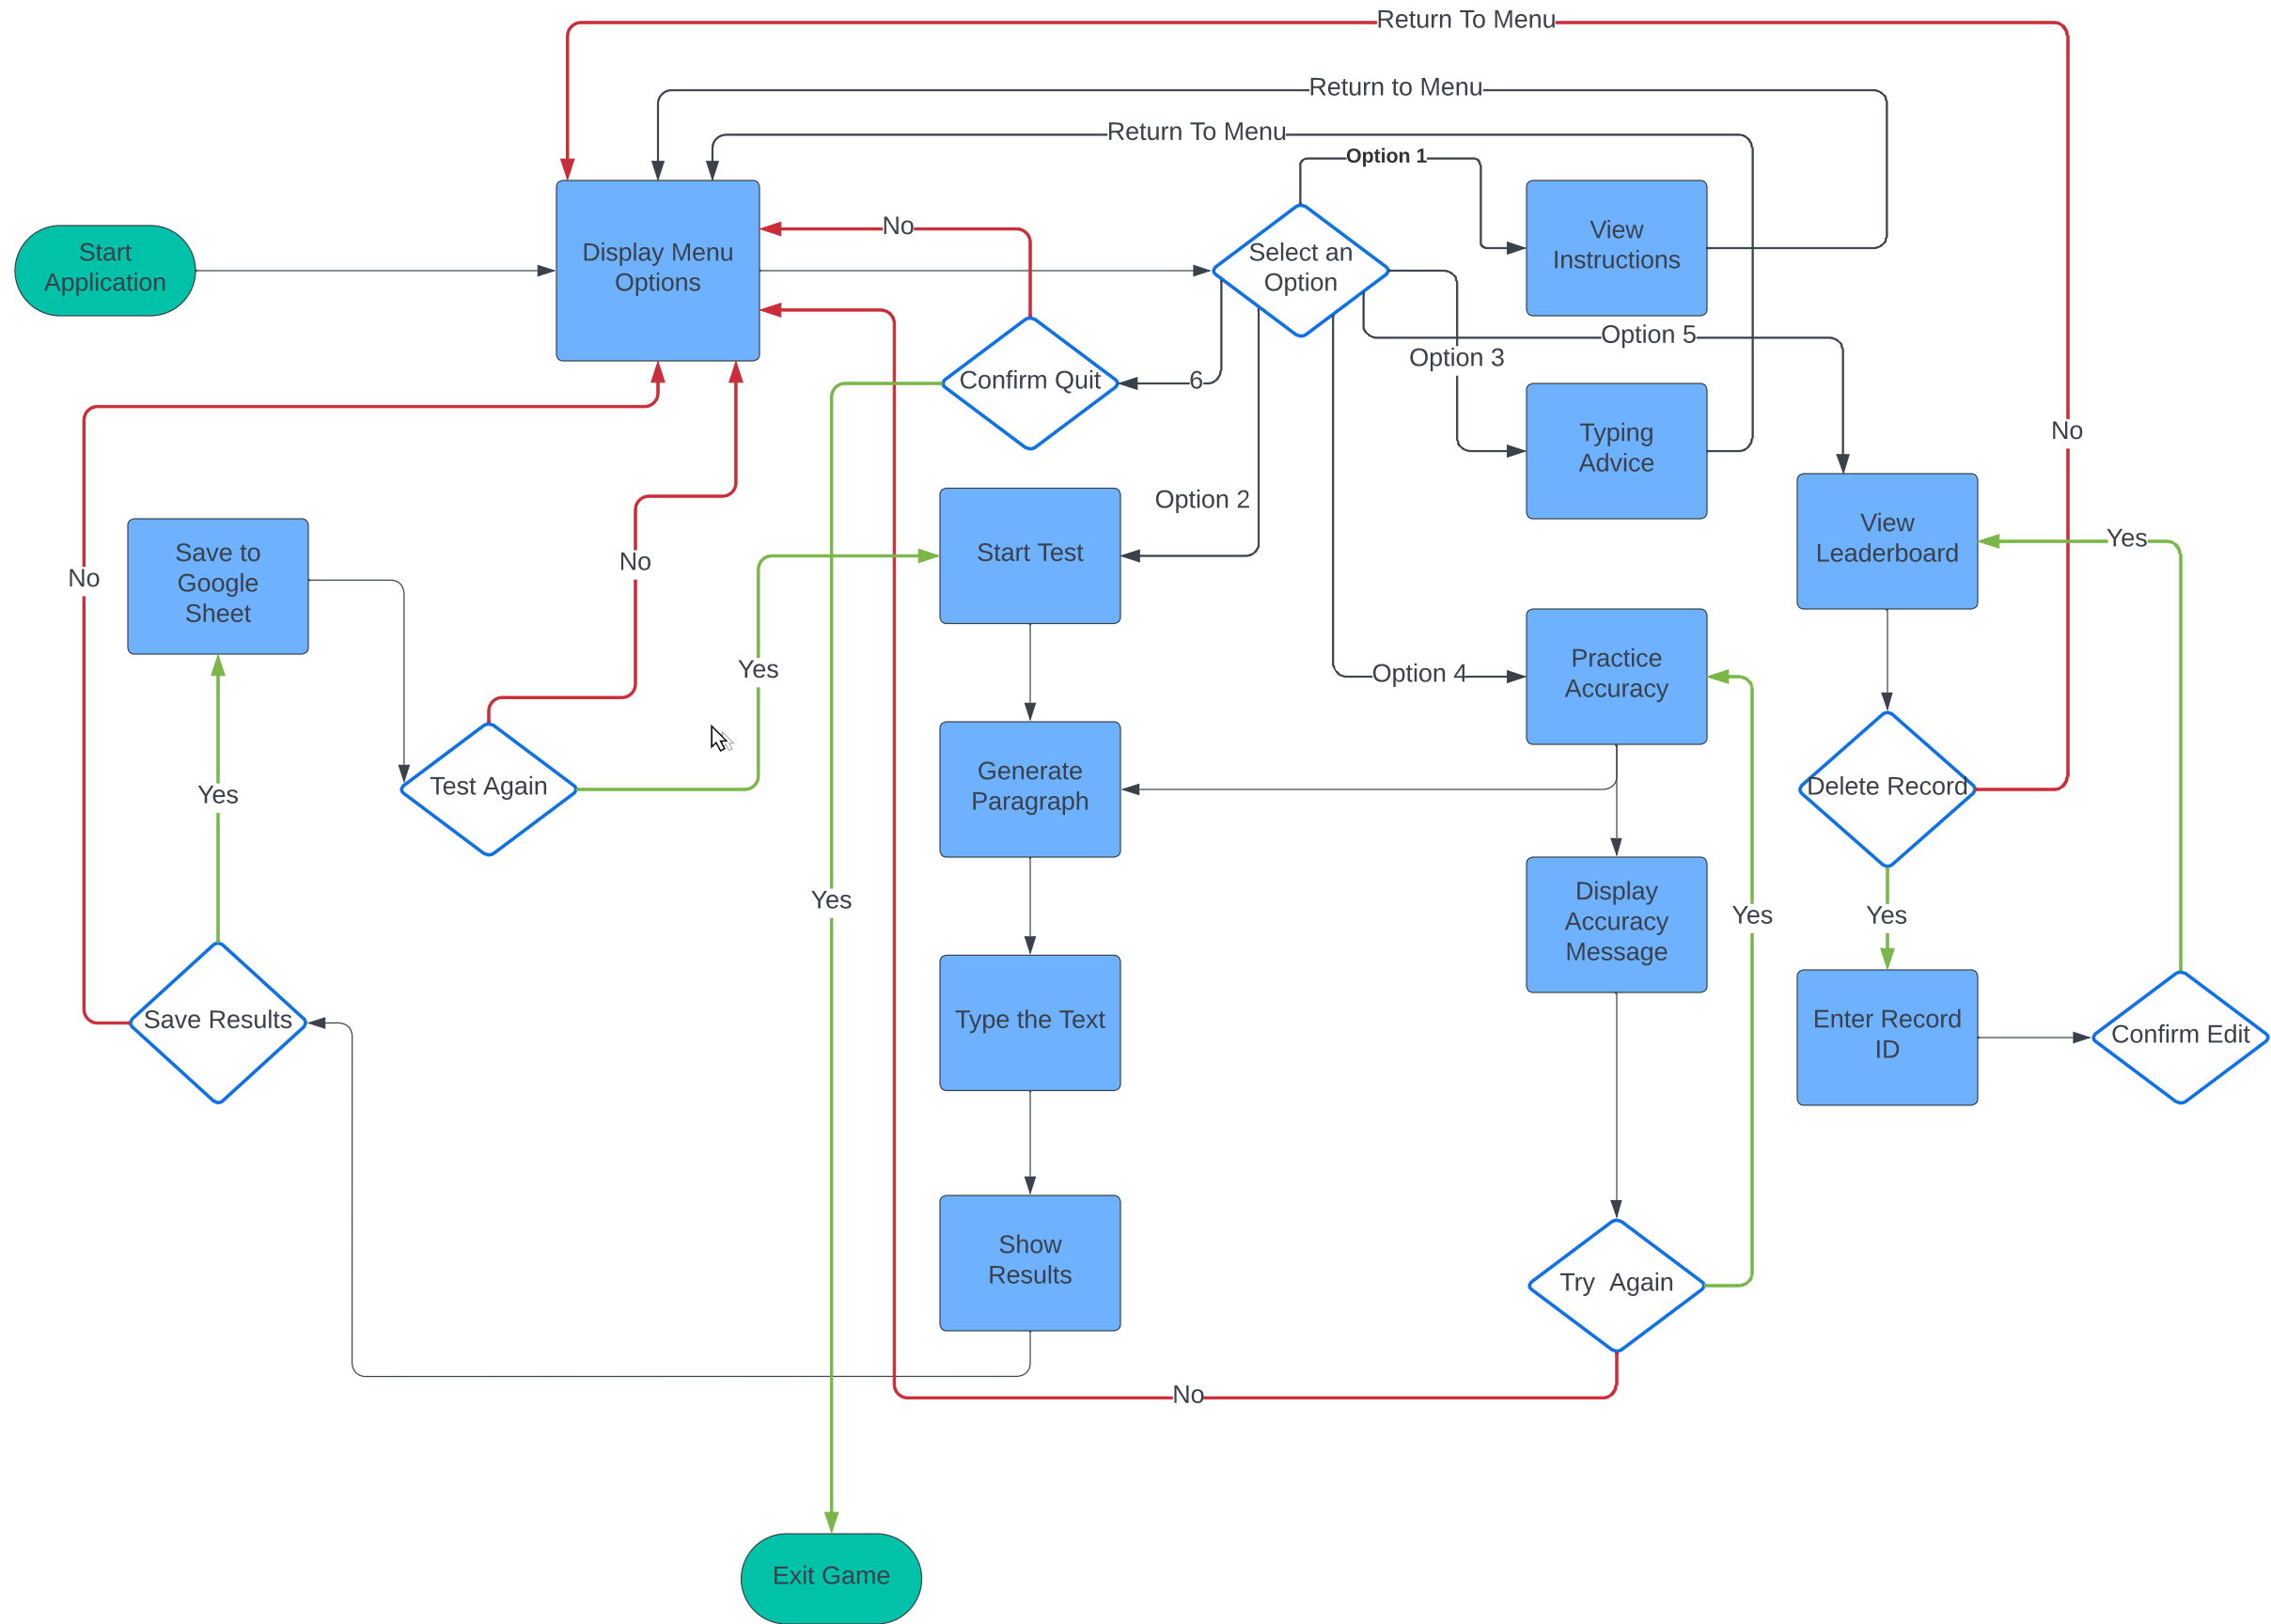 Return To Menu
Return to Menu
Return To Menu
Option 1
No
View
Instructions
Start
Application
Display Menu
Options
Select an
Option
Option 5
Option 3
Confirm Quit
6
Typing
Advice
No
Option 2
View
Leaderboard
Yes
Save to
Google
Sheet
No
No
Start Test
Yes
Option 4
Practice
Accuracy
Test Again
Yes
Generate
Paragraph
Delete Record
Yes
Display
Accuracy
Message
Yes
Yes
Save Results
Type the Text
Enter Record
ID
Confirm Edit
Show
Results
Try  Again
No
Exit Game